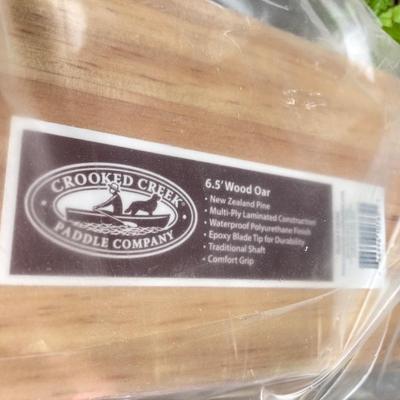 CROOKED CREEK®
PADDLE COMPANY
6.5' Wood Oar
• New Zealand Pine
• Multi-Ply Laminated Construction
• Waterproof Polyurethane Finish
• Epoxy Blade Tip for Durability
• Traditional Shaft
• Comfort Grip